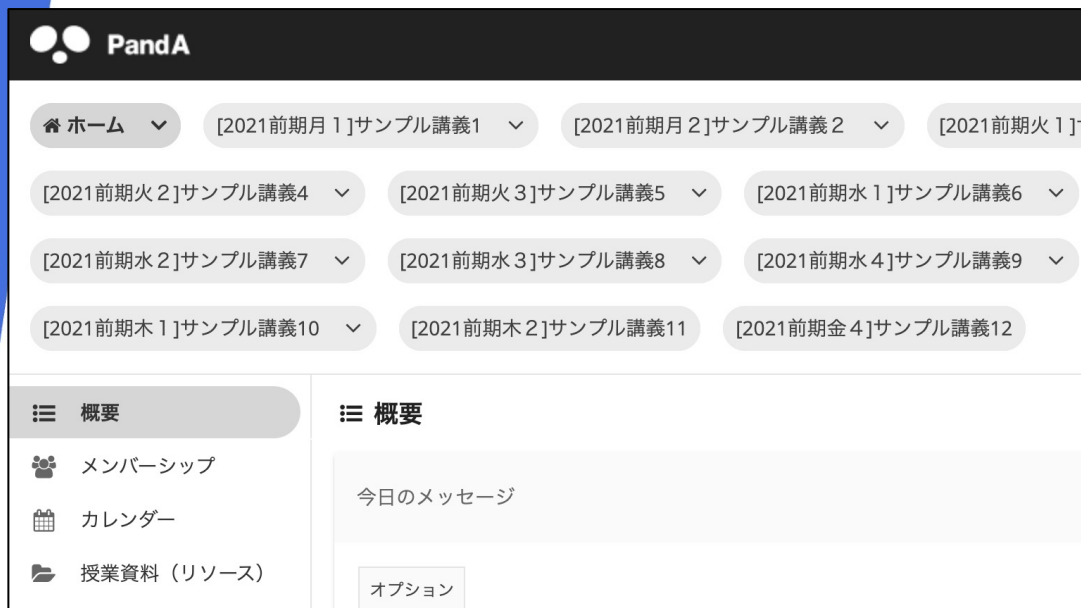 PandA
ホーム [2021前期月１]サンプル講義1 [2021前期月２]サンプル講義２ [2021前期火１]
[2021前期火２]サンプル講義4 [2021前期火３]サンプル講義5 [2021前期水１]サンプル講義6
[2021前期水２]サンプル講義7 [2021前期水３]サンプル講義8 [2021前期水４]サンプル講義9
[2021前期木１]サンプル講義10 [2021前期木２]サンプル講義11 [2021前期金４]サンプル講義12
概要
概要
メンバーシップ
今日のメッセージ
カレンダー
授業資料（リソース）
オプション